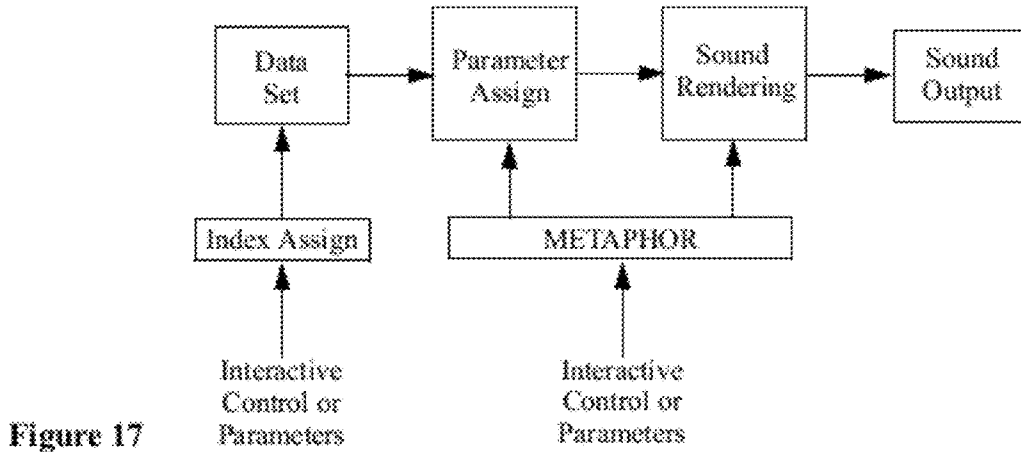 Data
Set
Parameter
Assign
Sound
Rendering
Sound
Output
Index Assign
METAPHOR
Interactive
Control or
Parameters
Interactive
Control or
Parameters
Figure 17